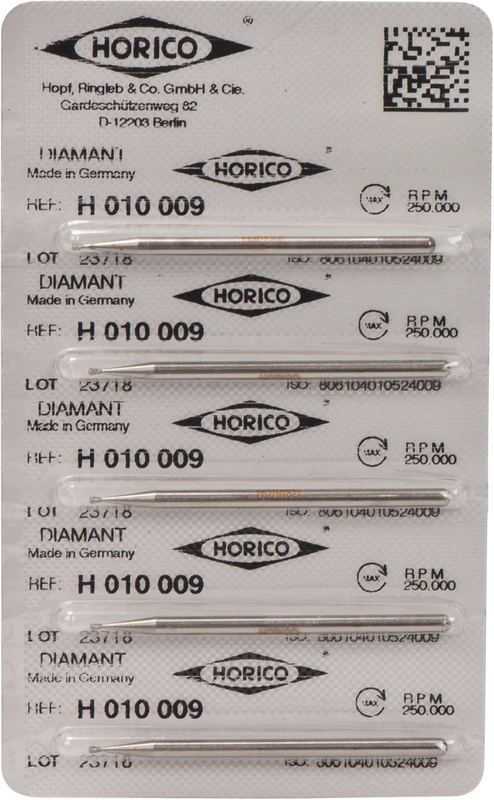 HORICO ®
Hopf, Ringleb & Co. GmbH & Cie.
Gardeschützenweg 82
D-12203 Berlin
DIAMANT HORICO ®
Made in Germany
REF: H 010 009 MAX RPM 250.000
LOT 23718 ISO: 806104010524009
DIAMANT HORICO ®
Made in Germany
REF: H 010 009 MAX RPM 250.000
LOT 23718 ISO: 806104010524009
DIAMANT HORICO ®
Made in Germany
REF: H 010 009 MAX RPM 250.000
LOT 23718 ISO: 806104010524009
DIAMANT HORICO ®
Made in Germany
REF: H 010 009 MAX RPM 250.000
LOT 23718 ISO: 806104010524009
DIAMANT HORICO ®
Made in Germany
REF: H 010 009 MAX RPM 250.000
LOT 23718 ISO: 806104010524009